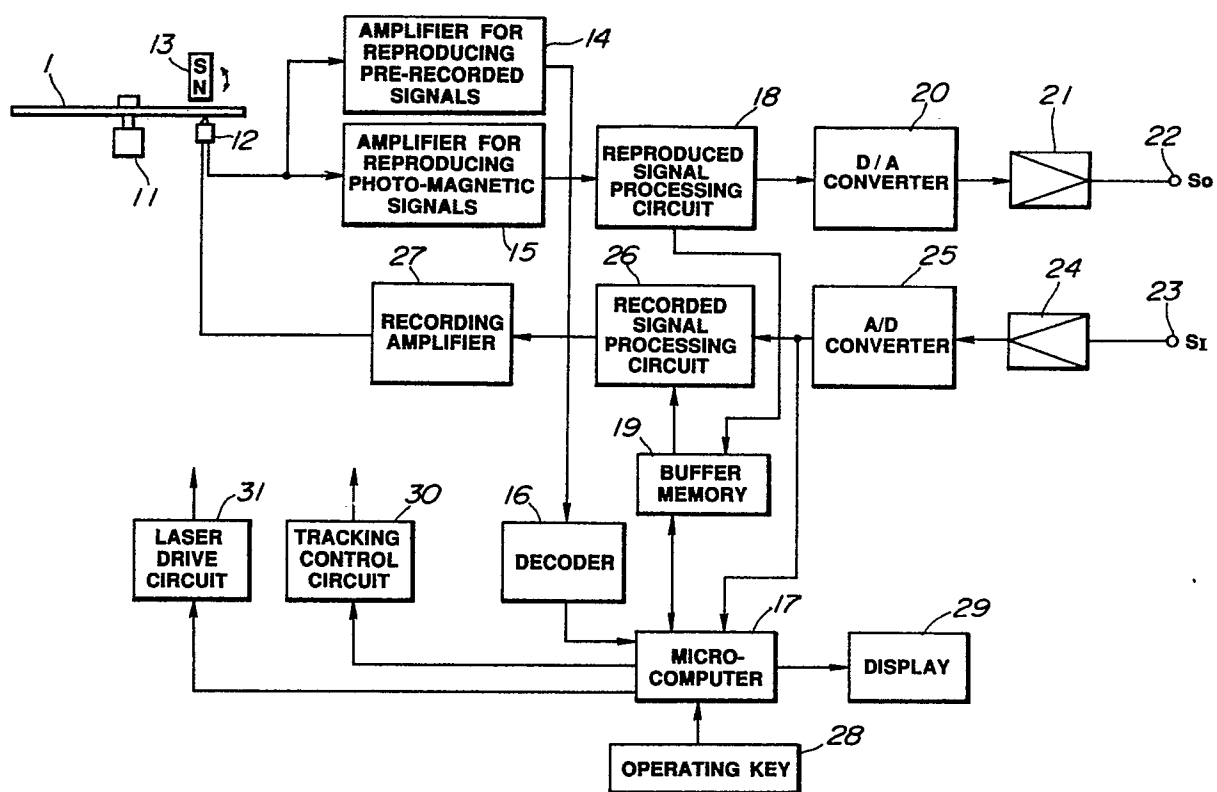 13
S
N
1
12
11
AMPLIFIER FOR
REPRODUCING
PRE-RECORDED
SIGNALS
14
AMPLIFIER FOR
REPRODUCING
PHOTO-MAGNETIC
SIGNALS
15
18
REPRODUCED
SIGNAL
PROCESSING
CIRCUIT
20
D/A
CONVERTER
21
22
So
27
RECORDING
AMPLIFIER
26
RECORDED
SIGNAL
PROCESSING
CIRCUIT
25
A/D
CONVERTER
24
23
SI
19
BUFFER
MEMORY
31
LASER
DRIVE
CIRCUIT
30
TRACKING
CONTROL
CIRCUIT
16
DECODER
17
MICRO-
COMPUTER
29
DISPLAY
28
OPERATING KEY